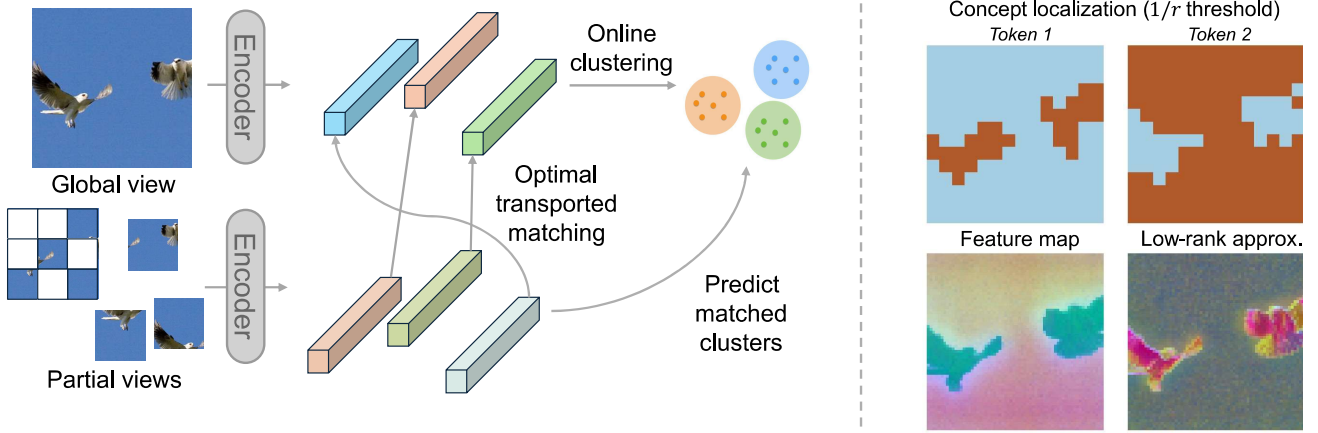 Global view
Encoder
Partial views
Encoder
Online
clustering
Optimal
transported
matching
Predict
matched
clusters
Concept localization (1/r threshold)
Token 1
Token 2
Feature map
Low-rank approx.